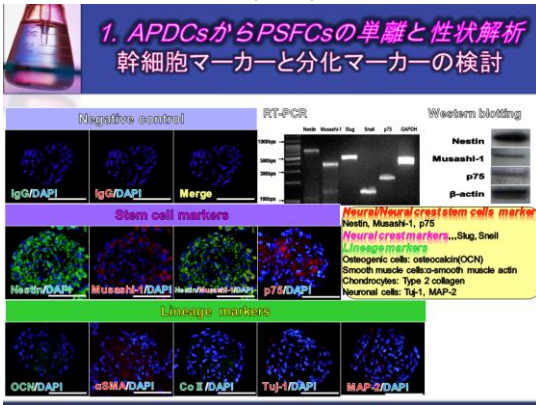 1. APDCsからPSFCsの単離と性状解析
幹細胞マーカーと分化マーカーの検討
Negative control
IgG/DAPI
IgG/DAPI
Merge
RT-PCR
Nestin Musashi-1 Slug Snail p75 GAPDH
1000bps
300bps
100bps
Western blotting
Nestin
Musashi-1
p75
β-actin
Stem cell markers
Nestin/DAPI
Musashi-1/DAPI
Nestin/Musashi-1/DAPI
p75/DAPI
Neural/Neural crest stem cells marker
Nestin, Musashi-1, p75
Neural crest markers...Slug, Snail
Lineage markers
Osteogenic cells: osteocalcin(OCN)
Smooth muscle cells:α-smooth muscle actin
Chondrocytes: Type 2 collagen
Neuronal cells: Tuj-1, MAP-2
Lineage markers
OCN/DAPI
αSMA/DAPI
Co Ⅱ/DAPI
Tuj-1/DAPI
MAP-2/DAPI